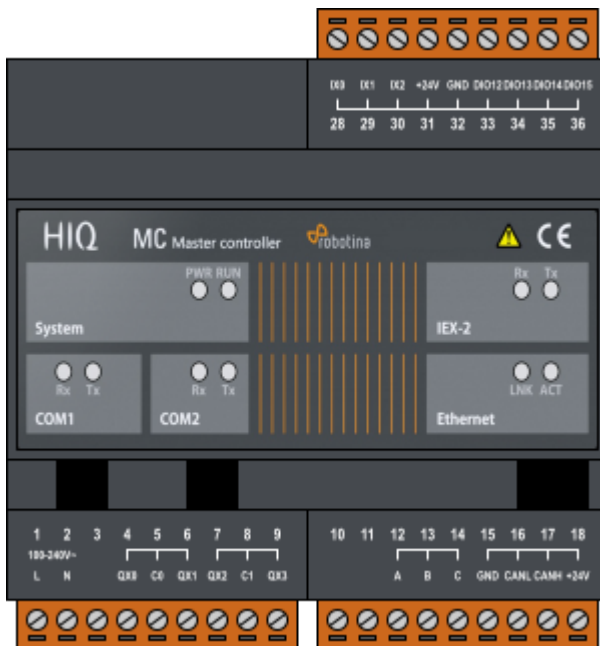 IX0 IX1 IX2 +24V GND DIO12 DIO13 DIO14 DIO15
28 29 30 31 32 33 34 35 36
HIQ MC Master controller robotina CE
PWR RUN
System
Rx Tx
IEX-2
Rx Tx
COM1
Rx Tx
COM2
LNK ACT
Ethernet
1 2 3 4 5 6 7 8 9 10 11 12 13 14 15 16 17 18
100-240V~
L N QX0 C0 QX1 QX2 C1 QX3 A B C GND CANL CANH +24V